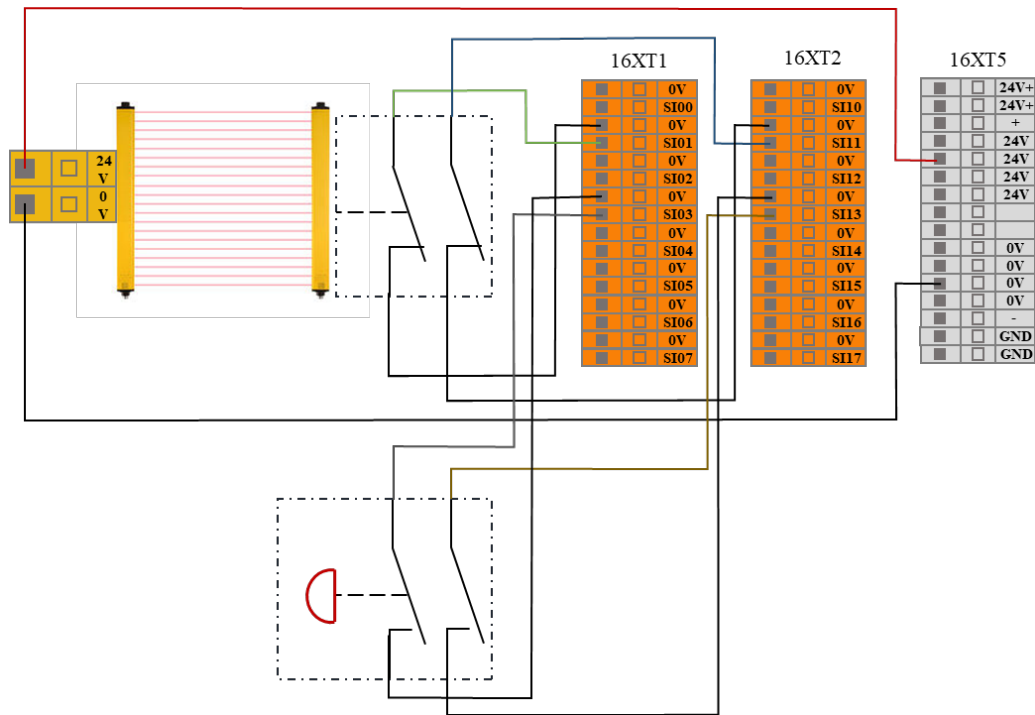 16XT1
16XT2
16XT5
24
V
0
V
0V
SI00
0V
SI01
0V
SI02
0V
SI03
0V
SI04
0V
SI05
0V
SI06
0V
SI07
0V
SI10
0V
SI11
0V
SI12
0V
SI13
0V
SI14
0V
SI15
0V
SI16
0V
SI17
24V+
24V+
+
24V
24V
24V
24V
0V
0V
0V
0V
-
GND
GND